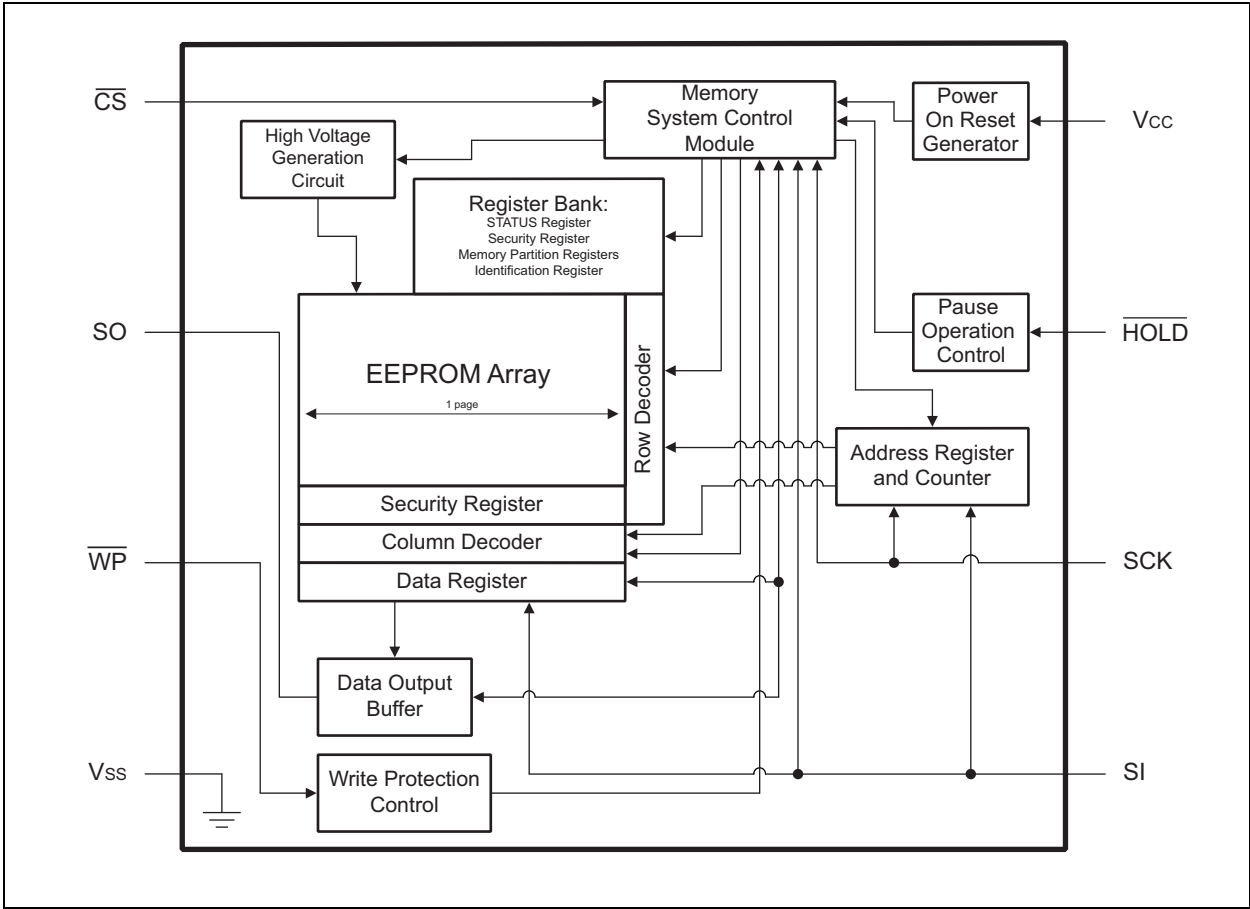 CS
Memory
System Control
Module
Power
On Reset
Generator
VCC
High Voltage
Generation
Circuit
Register Bank:
STATUS Register
Security Register
Memory Partition Registers
Identification Register
SO
EEPROM Array
1 page
Row Decoder
Pause
Operation
Control
HOLD
Address Register
and Counter
Security Register
Column Decoder
Data Register
WP
SCK
Data Output
Buffer
VSS
Write Protection
Control
SI